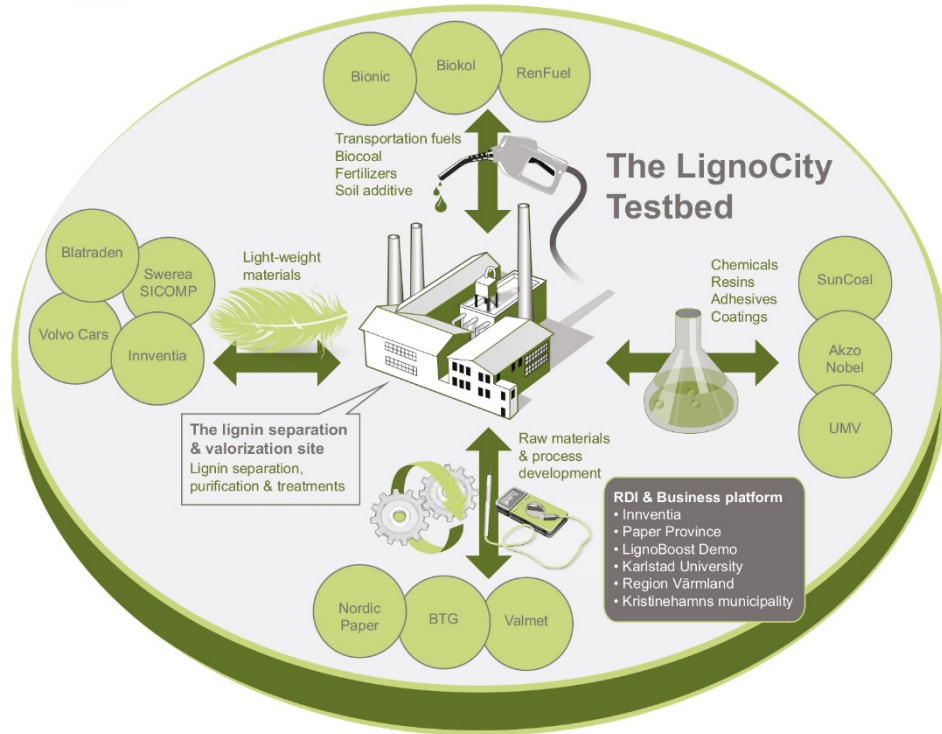 Bionic
Biokol
RenFuel
Transportation fuels
Biocoal
Fertilizers
Soil additive
The LignoCity
Testbed
Blatraden
Swerea
SICOMP
Volvo Cars
Innventia
Light-weight
materials
Chemicals
Resins
Adhesives
Coatings
SunCoal
Akzo
Nobel
UMV
The lignin separation
& valorization site
Lignin separation,
purification & treatments
Raw materials
& process
development
RDI & Business platform
• Innventia
• Paper Province
• LignoBoost Demo
• Karlstad University
• Region Värmland
• Kristinehamns municipality
Nordic
Paper
BTG
Valmet